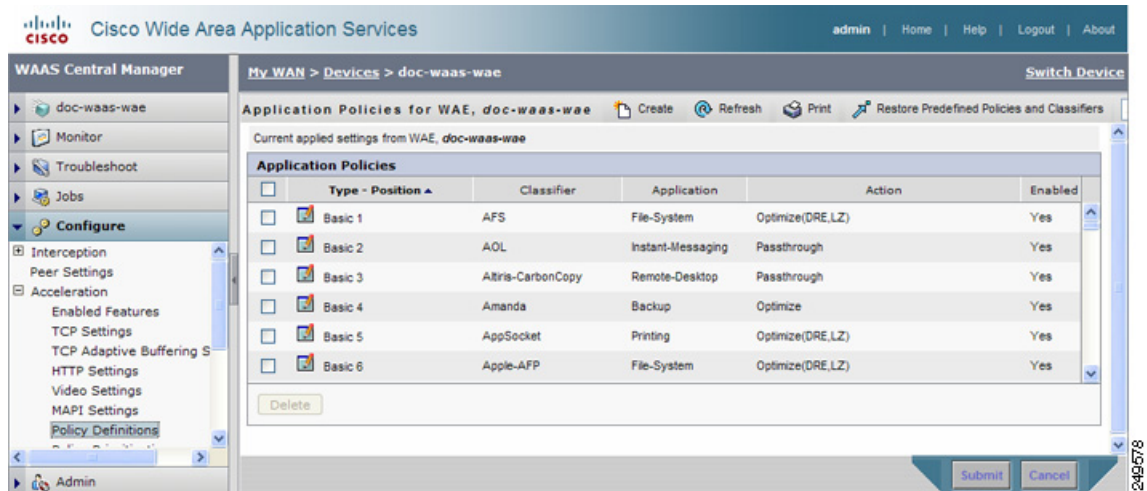 CISCO Cisco Wide Area Application Services admin | Home | Help | Logout | About
WAAS Central Manager
My WAN > Devices > doc-waas-wae Switch Device
doc-waas-wae
Monitor
Troubleshoot
Jobs
Configure
Interception
Peer Settings
Acceleration
Enabled Features
TCP Settings
TCP Adaptive Buffering S
HTTP Settings
Video Settings
MAPI Settings
Policy Definitions
Admin
Application Policies for WAE, doc-waas-wae Create Refresh Print Restore Predefined Policies and Classifiers
Current applied settings from WAE, doc-waas-wae
Application Policies
Type - Position Classifier Application Action Enabled
Basic 1 AFS File-System Optimize(DRE,LZ) Yes
Basic 2 AOL Instant-Messaging Passthrough Yes
Basic 3 Altiris-CarbonCopy Remote-Desktop Passthrough Yes
Basic 4 Amanda Backup Optimize Yes
Basic 5 AppSocket Printing Optimize(DRE,LZ) Yes
Basic 6 Apple-AFP File-System Optimize(DRE,LZ) Yes
Delete
Submit Cancel
249578